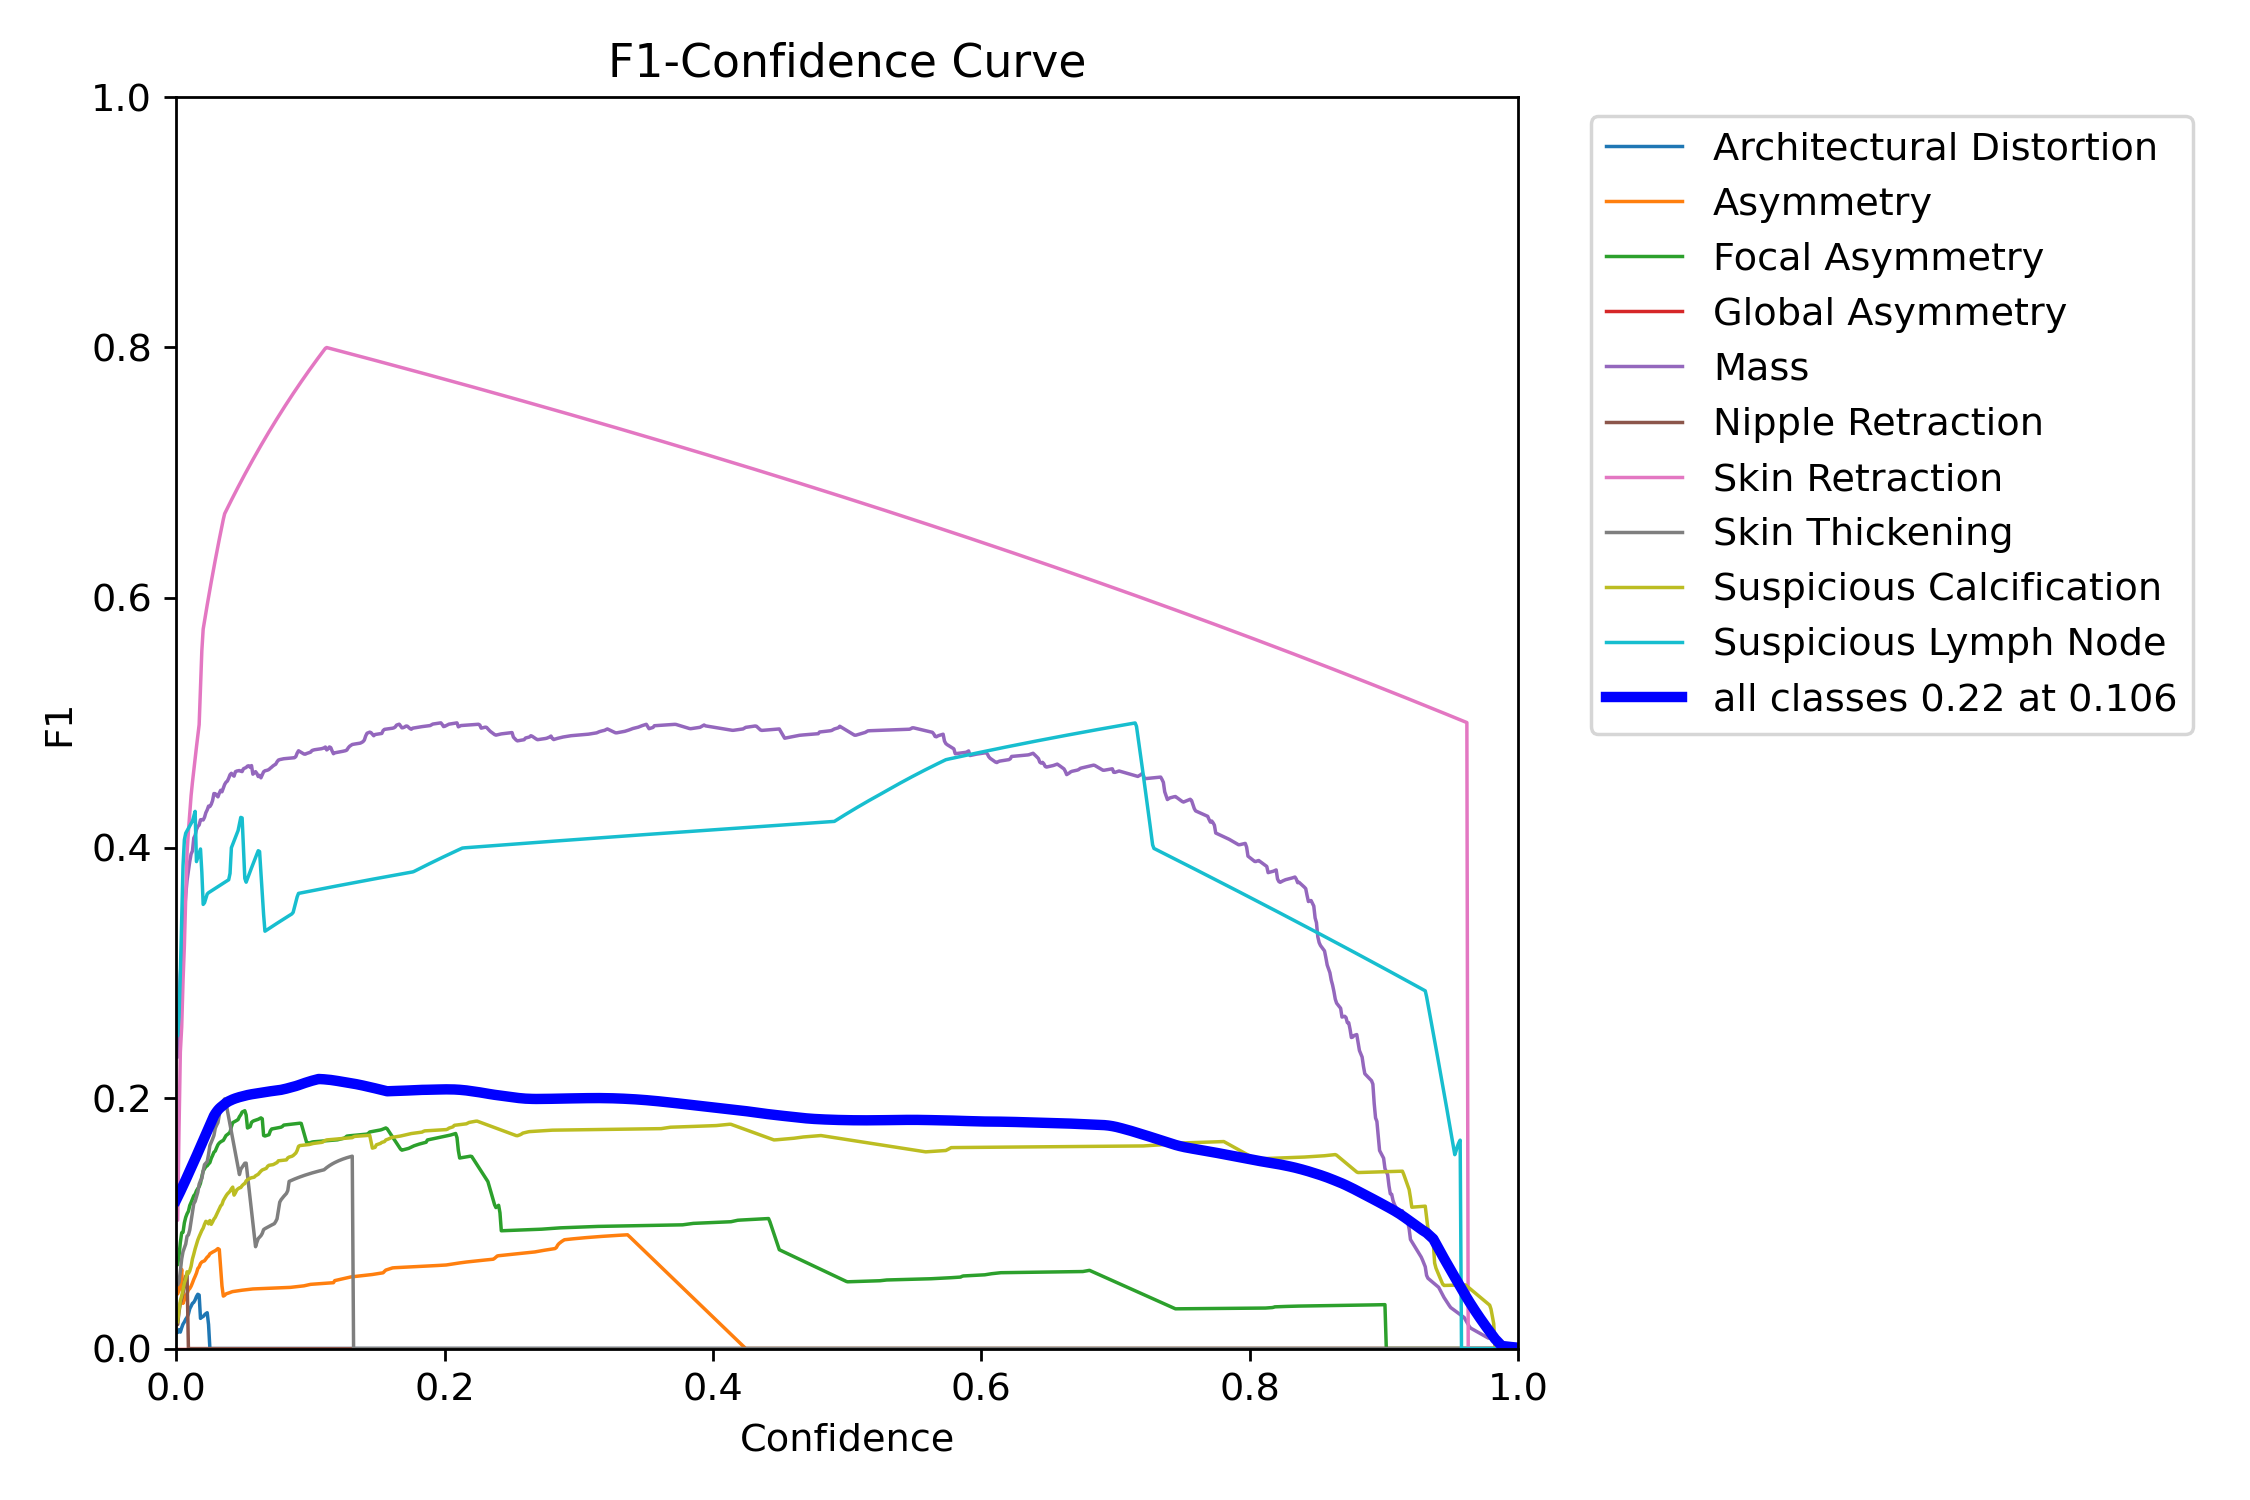 F1-Confidence Curve
1.0
0.8
0.6
0.4
0.2
0.0
F1
0.0 0.2 0.4 0.6 0.8 1.0
Confidence
Architectural Distortion
Asymmetry
Focal Asymmetry
Global Asymmetry
Mass
Nipple Retraction
Skin Retraction
Skin Thickening
Suspicious Calcification
Suspicious Lymph Node
all classes 0.22 at 0.106